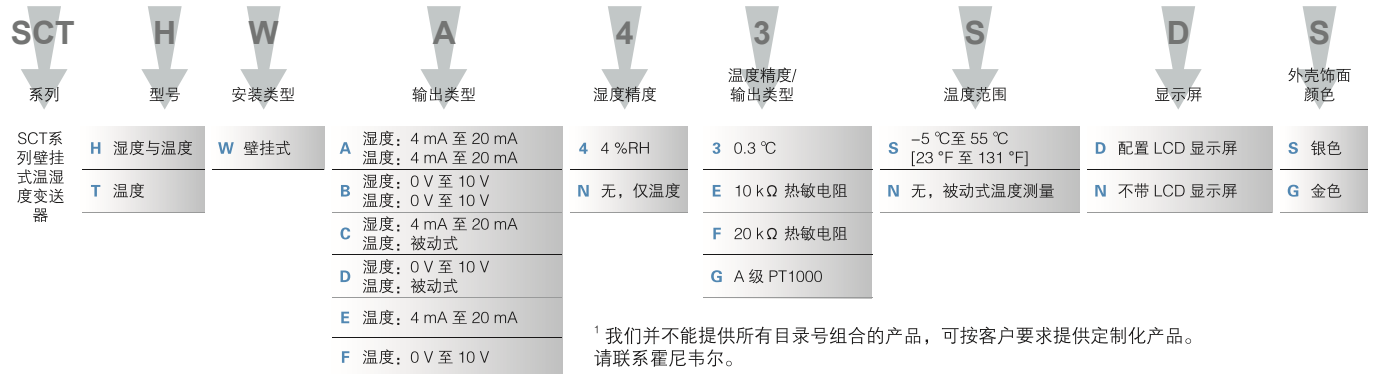 SCT H W A 4 3 S D S
系列 型号 安装类型 输出类型 湿度精度 温度精度/ 温度范围 显示屏 外壳饰面
输出类型 颜色
SCT系
列壁挂
式温湿
度变送
器
H 湿度与温度
T 温度
W 壁挂式
A 湿度：4 mA 至 20 mA
温度：4 mA 至 20 mA
B 湿度：0 V 至 10 V
温度：0 V 至 10 V
C 湿度：4 mA 至 20 mA
温度：被动式
D 湿度：0 V 至 10 V
温度：被动式
E 温度：4 mA 至 20 mA
F 温度：0 V 至 10 V
4 4 %RH
N 无，仅温度
3 0.3 ℃
E 10 kΩ 热敏电阻
F 20 kΩ 热敏电阻
G A 级 PT1000
S −5 ℃至 55 ℃
[23 °F 至 131 °F]
N 无，被动式温度测量
D 配置 LCD 显示屏
N 不带 LCD 显示屏
S 银色
G 金色
¹ 我们并不能提供所有目录号组合的产品，可按客户要求提供定制化产品。
请联系霍尼韦尔。